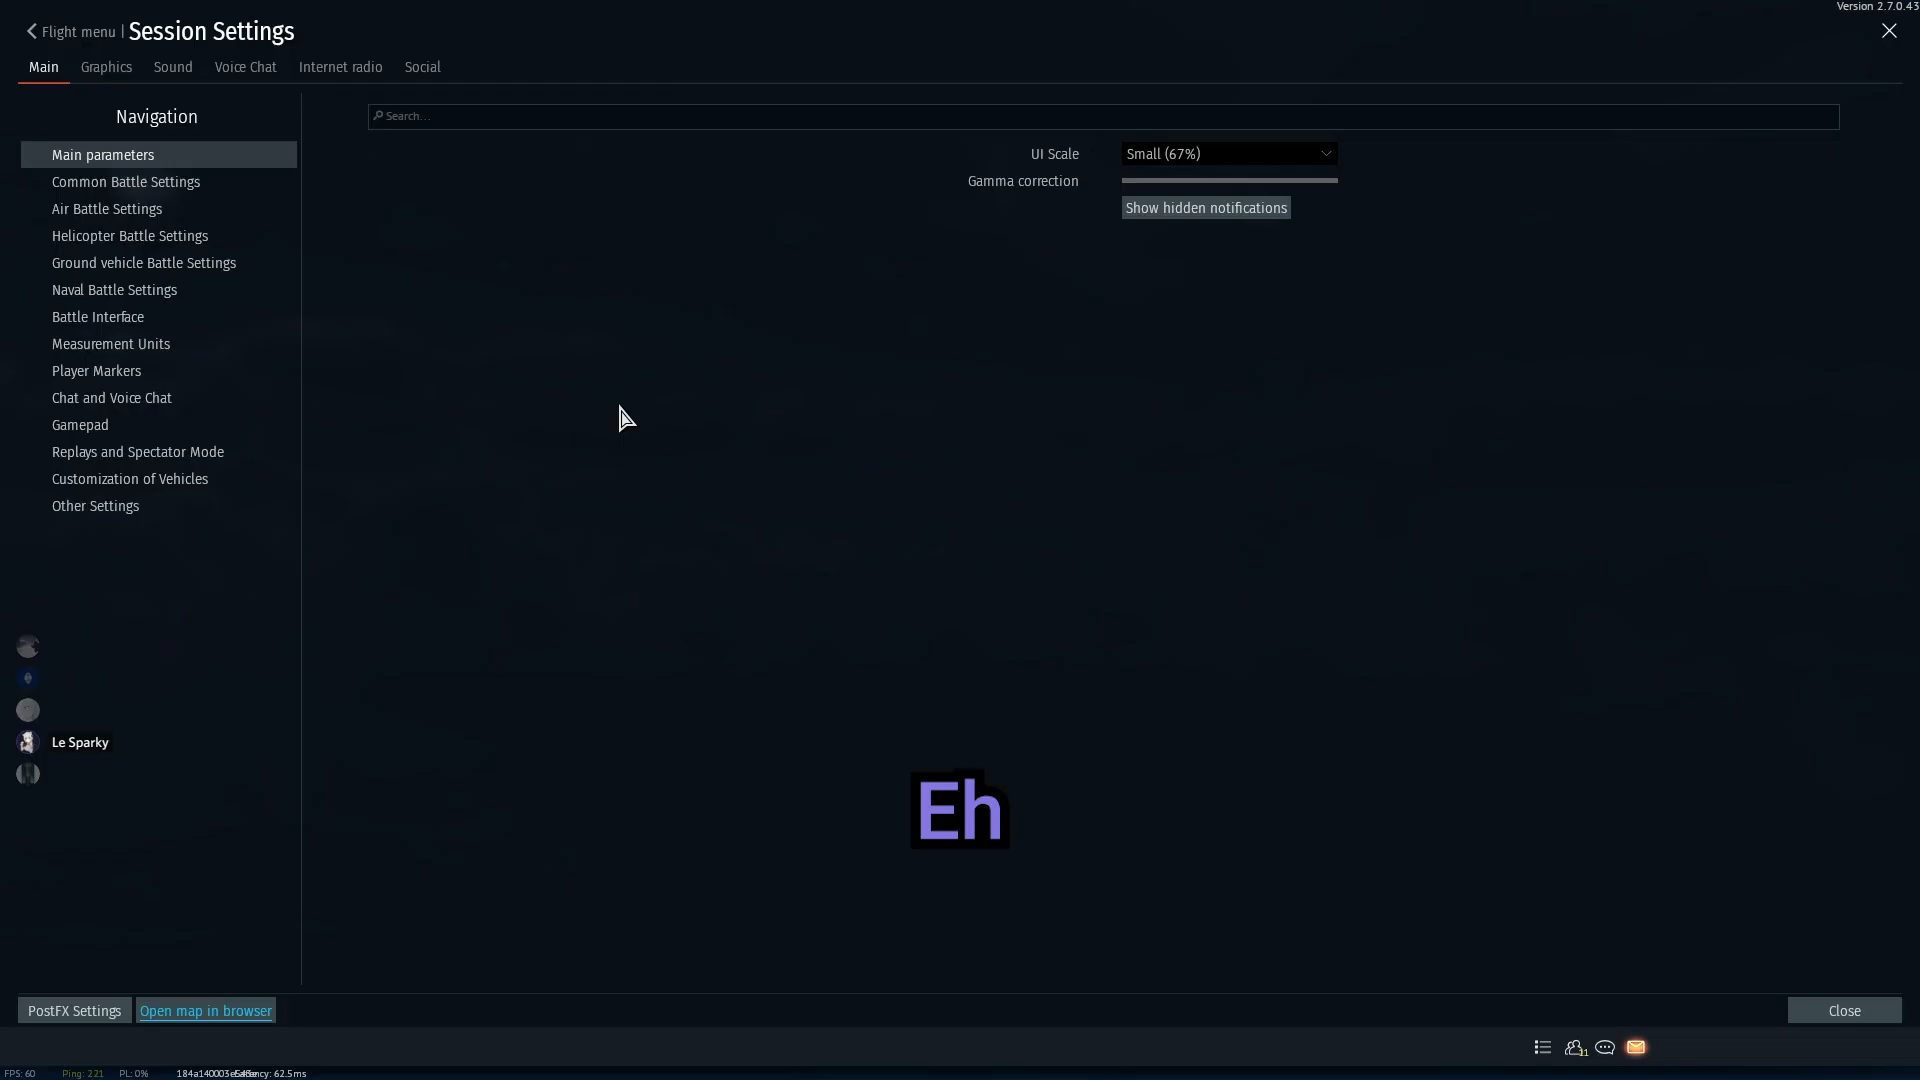 Version 2.7.0.43
Flight menu | Session Settings
Main Graphics Sound Voice Chat Internet radio Social
Navigation
Search...
Main parameters
UI Scale Small (67%)
Gamma correction
Show hidden notifications
Common Battle Settings
Air Battle Settings
Helicopter Battle Settings
Ground vehicle Battle Settings
Naval Battle Settings
Battle Interface
Measurement Units
Player Markers
Chat and Voice Chat
Gamepad
Replays and Spectator Mode
Customization of Vehicles
Other Settings
Le Sparky
Eh
PostFX Settings Open map in browser Close
11
FPS: 60 Ping: 221 PL: 0% 62.5ms